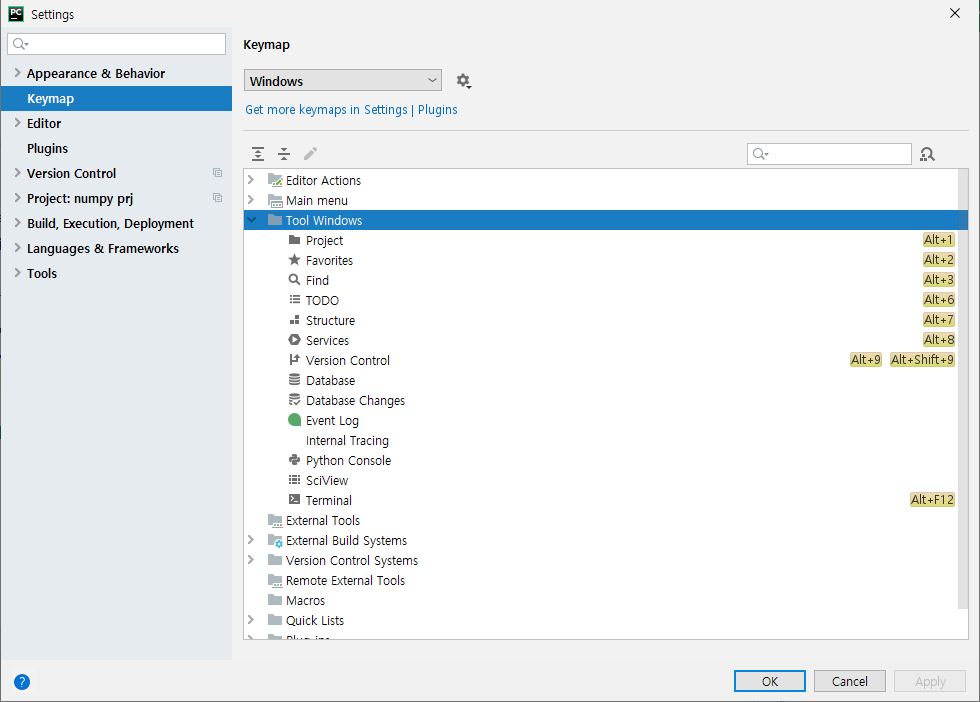 PC Settings
Appearance & Behavior
Keymap
Editor
Plugins
Version Control
Project: numpy prj
Build, Execution, Deployment
Languages & Frameworks
Tools
Keymap
Windows
Get more keymaps in Settings | Plugins
Editor Actions
Main menu
Tool Windows
Project Alt+1
Favorites Alt+2
Find Alt+3
TODO Alt+6
Structure Alt+7
Services Alt+8
Version Control Alt+9 Alt+Shift+9
Database
Database Changes
Event Log
Internal Tracing
Python Console
SciView
Terminal Alt+F12
External Tools
External Build Systems
Version Control Systems
Remote External Tools
Macros
Quick Lists
Plug-ins
? OK Cancel Apply